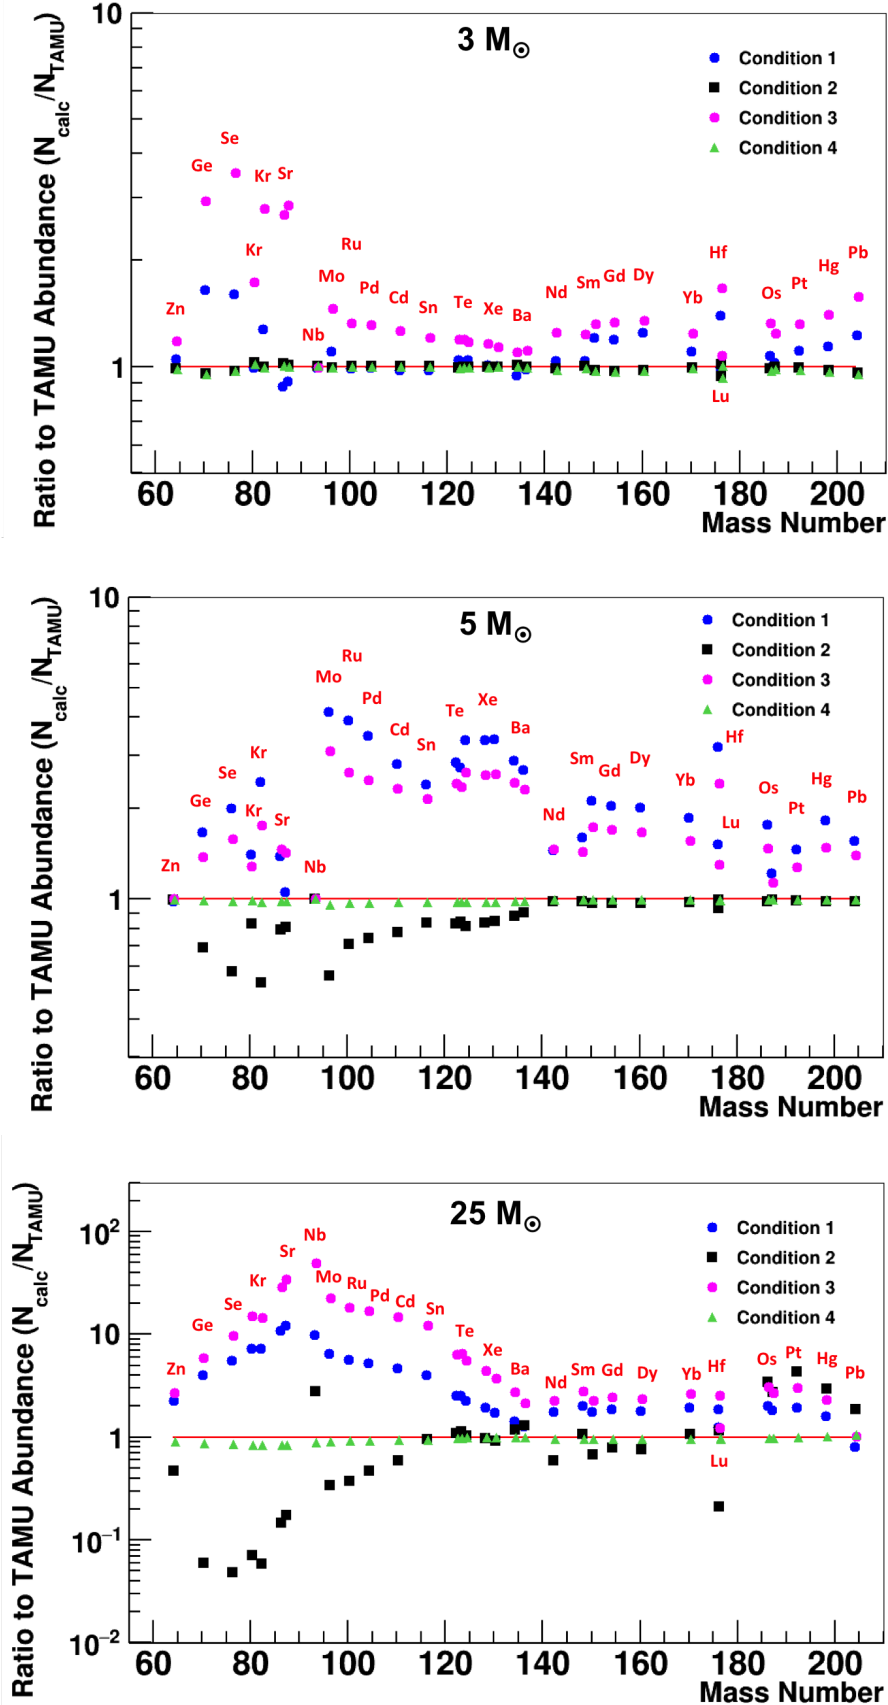 Ratio to TAMU Abundance (Ncalc/NTAMU)
10
1
3 M⊙
Condition 1
Condition 2
Condition 3
Condition 4
Se
Ge
Kr
Sr
Kr
Ru
Mo
Pd
Zn
Nb
Cd
Sn
Te
Xe
Ba
Nd
Sm
Gd
Dy
Yb
Hf
Lu
Os
Pt
Hg
Pb
60
80
100
120
140
160
180
200
Mass Number
Ratio to TAMU Abundance (Ncalc/NTAMU)
10
1
5 M⊙
Condition 1
Condition 2
Condition 3
Condition 4
Zn
Ge
Se
Kr
Kr
Sr
Nb
Mo
Ru
Pd
Cd
Sn
Te
Xe
Ba
Nd
Sm
Gd
Dy
Yb
Hf
Lu
Os
Pt
Hg
Pb
60
80
100
120
140
160
180
200
Mass Number
Ratio to TAMU Abundance (Ncalc/NTAMU)
10²
10
1
10⁻¹
10⁻²
25 M⊙
Condition 1
Condition 2
Condition 3
Condition 4
Zn
Ge
Se
Kr
Sr
Nb
Mo
Ru
Pd
Cd
Sn
Te
Xe
Ba
Nd
Sm
Gd
Dy
Yb
Hf
Lu
Os
Pt
Hg
Pb
60
80
100
120
140
160
180
200
Mass Number